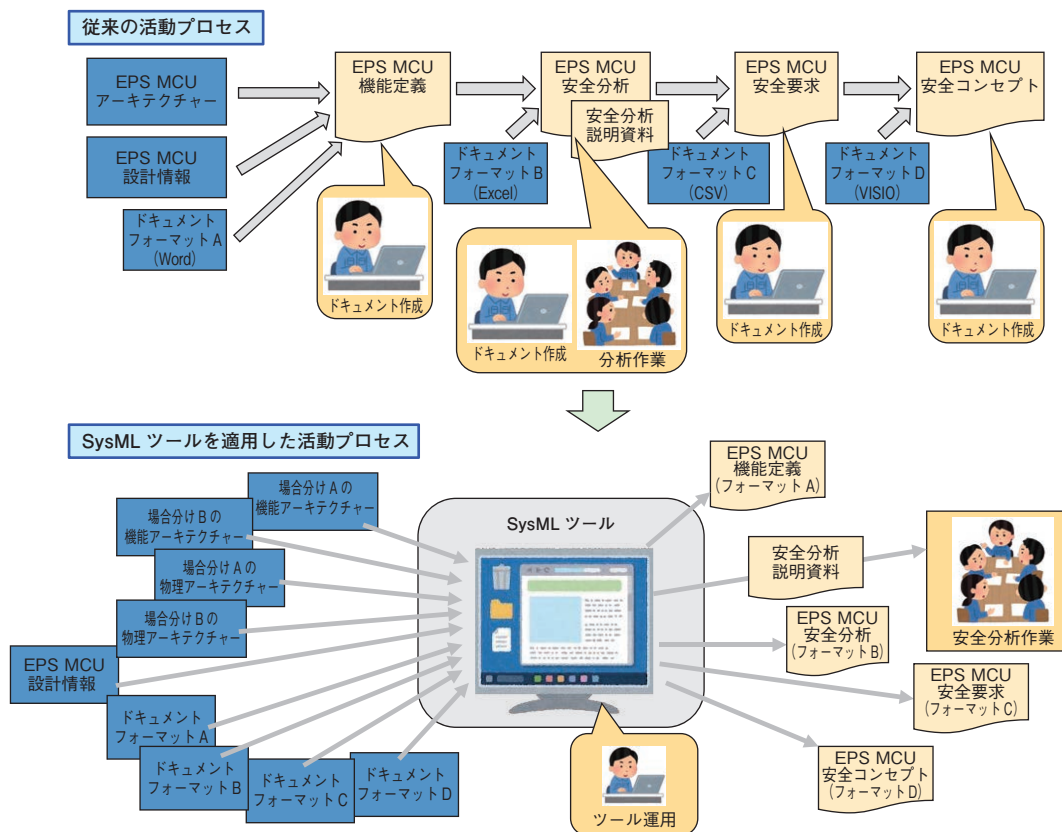 従来の活動プロセス
EPS MCU
アーキテクチャー
EPS MCU
設計情報
ドキュメント
フォーマットA
(Word)
EPS MCU
機能定義
ドキュメント作成
EPS MCU
安全分析
安全分析
説明資料
ドキュメント
フォーマットB
(Excel)
ドキュメント作成
分析作業
EPS MCU
安全要求
ドキュメント
フォーマットC
(CSV)
ドキュメント作成
EPS MCU
安全コンセプト
ドキュメント
フォーマットD
(VISIO)
ドキュメント作成
SysML ツールを適用した活動プロセス
場合分けAの
機能アーキテクチャー
場合分けBの
機能アーキテクチャー
場合分けAの
物理アーキテクチャー
場合分けBの
物理アーキテクチャー
EPS MCU
設計情報
ドキュメント
フォーマットA
ドキュメント
フォーマットB
ドキュメント
フォーマットC
ドキュメント
フォーマットD
SysML ツール
ツール運用
EPS MCU
機能定義
(フォーマットA)
安全分析
説明資料
安全分析作業
EPS MCU
安全分析
(フォーマットB)
EPS MCU
安全要求
(フォーマットC)
EPS MCU
安全コンセプト
(フォーマットD)